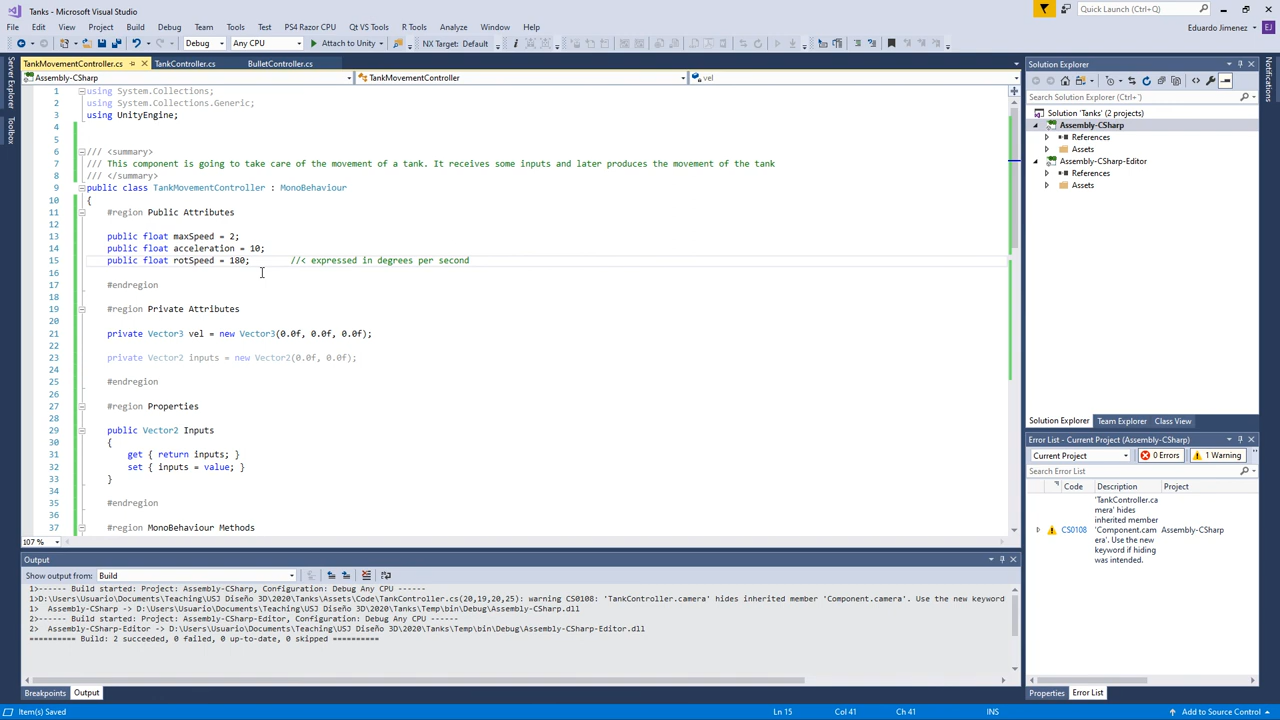 Tanks - Microsoft Visual Studio
Quick Launch (Ctrl+Q)
File Edit View Project Build Debug Team Tools Test PS4 Razor CPU Qt VS Tools R Tools Analyze Window Help
Eduardo Jimenez EJ
Debug Any CPU Attach to Unity NX Target: Default
Server Explorer
Toolbox
Notifications
TankMovementController.cs TankController.cs BulletController.cs
Assembly-CSharp TankMovementController vel
1 using System.Collections;
2 using System.Collections.Generic;
3 using UnityEngine;
4
5
6 /// <summary>
7 /// This component is going to take care of the movement of a tank. It receives some inputs and later produces the movement of the tank
8 /// </summary>
9 public class TankMovementController : MonoBehaviour
10 {
11 #region Public Attributes
12
13 public float maxSpeed = 2;
14 public float acceleration = 10;
15 public float rotSpeed = 180; //< expressed in degrees per second
16
17 #endregion
18
19 #region Private Attributes
20
21 private Vector3 vel = new Vector3(0.0f, 0.0f, 0.0f);
22
23 private Vector2 inputs = new Vector2(0.0f, 0.0f);
24
25 #endregion
26
27 #region Properties
28
29 public Vector2 Inputs
30 {
31 get { return inputs; }
32 set { inputs = value; }
33 }
34
35 #endregion
36
37 #region MonoBehaviour Methods
107 %
Solution Explorer
Search Solution Explorer (Ctrl+´)
Solution 'Tanks' (2 projects)
Assembly-CSharp
References
Assets
Assembly-CSharp-Editor
References
Assets
Solution Explorer Team Explorer Class View
Error List - Current Project (Assembly-CSharp)
Current Project 0 Errors 1 Warning
Search Error List
Code Description Project
CS0108 'TankController.camera' hides inherited member 'Component.camera'. Use the new keyword if hiding was intended. Assembly-CSharp
Properties Error List
Output
Show output from: Build
1>------ Build started: Project: Assembly-CSharp, Configuration: Debug Any CPU ------
1>D:\Users\Usuario\Documents\Teaching\USJ Diseño 3D\2020\Tanks\Assets\Code\TankController.cs(20,19,20,25): warning CS0108: 'TankController.camera' hides inherited member 'Component.camera'. Use the new keyword
1> Assembly-CSharp -> D:\Users\Usuario\Documents\Teaching\USJ Diseño 3D\2020\Tanks\Temp\bin\Debug\Assembly-CSharp.dll
2>------ Build started: Project: Assembly-CSharp-Editor, Configuration: Debug Any CPU ------
2> Assembly-CSharp-Editor -> D:\Users\Usuario\Documents\Teaching\USJ Diseño 3D\2020\Tanks\Temp\bin\Debug\Assembly-CSharp-Editor.dll
========== Build: 2 succeeded, 0 failed, 0 up-to-date, 0 skipped ==========
Breakpoints Output
Item(s) Saved Ln 15 Col 41 Ch 41 INS Add to Source Control